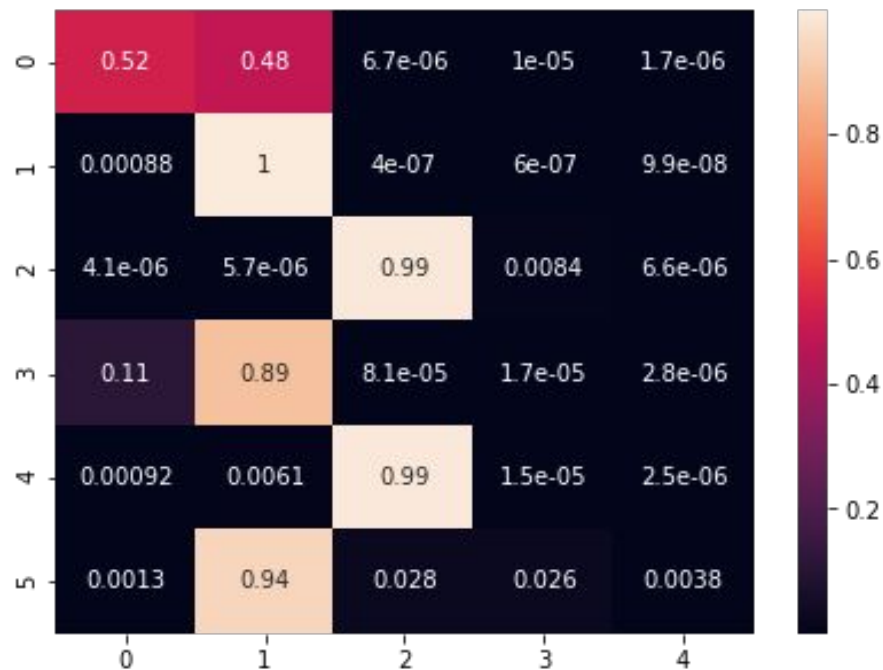 0 0.52 0.48 6.7e-06 1e-05 1.7e-06
1 0.00088 1 4e-07 6e-07 9.9e-08
2 4.1e-06 5.7e-06 0.99 0.0084 6.6e-06
3 0.11 0.89 8.1e-05 1.7e-05 2.8e-06
4 0.00092 0.0061 0.99 1.5e-05 2.5e-06
5 0.0013 0.94 0.028 0.026 0.0038
0 1 2 3 4
0.8
0.6
0.4
0.2